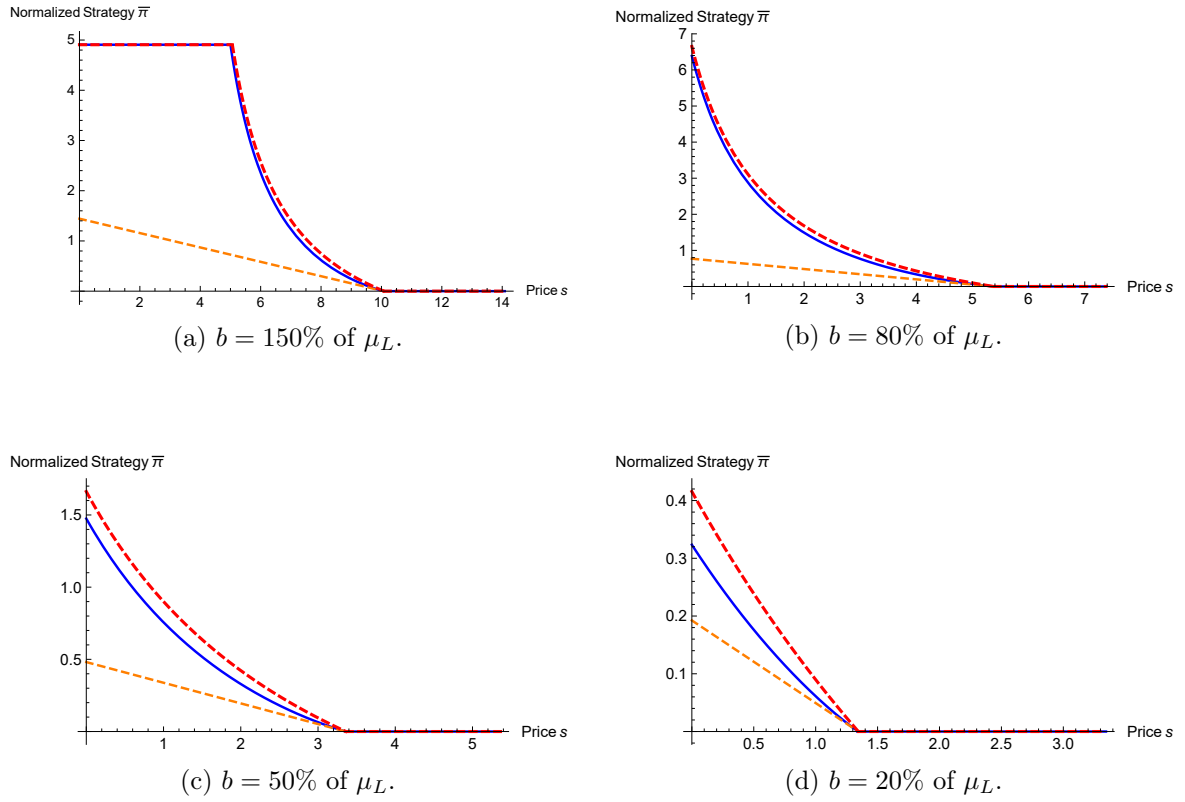 Normalized Strategy π̅
5
4
3
2
1
2 4 6 8 10 12 14
Price s
(a) b = 150% of μ_L.
Normalized Strategy π̅
7
6
5
4
3
2
1
1 2 3 4 5 6 7
Price s
(b) b = 80% of μ_L.
Normalized Strategy π̅
1.5
1.0
0.5
1 2 3 4 5
Price s
(c) b = 50% of μ_L.
Normalized Strategy π̅
0.4
0.3
0.2
0.1
0.5 1.0 1.5 2.0 2.5 3.0
Price s
(d) b = 20% of μ_L.